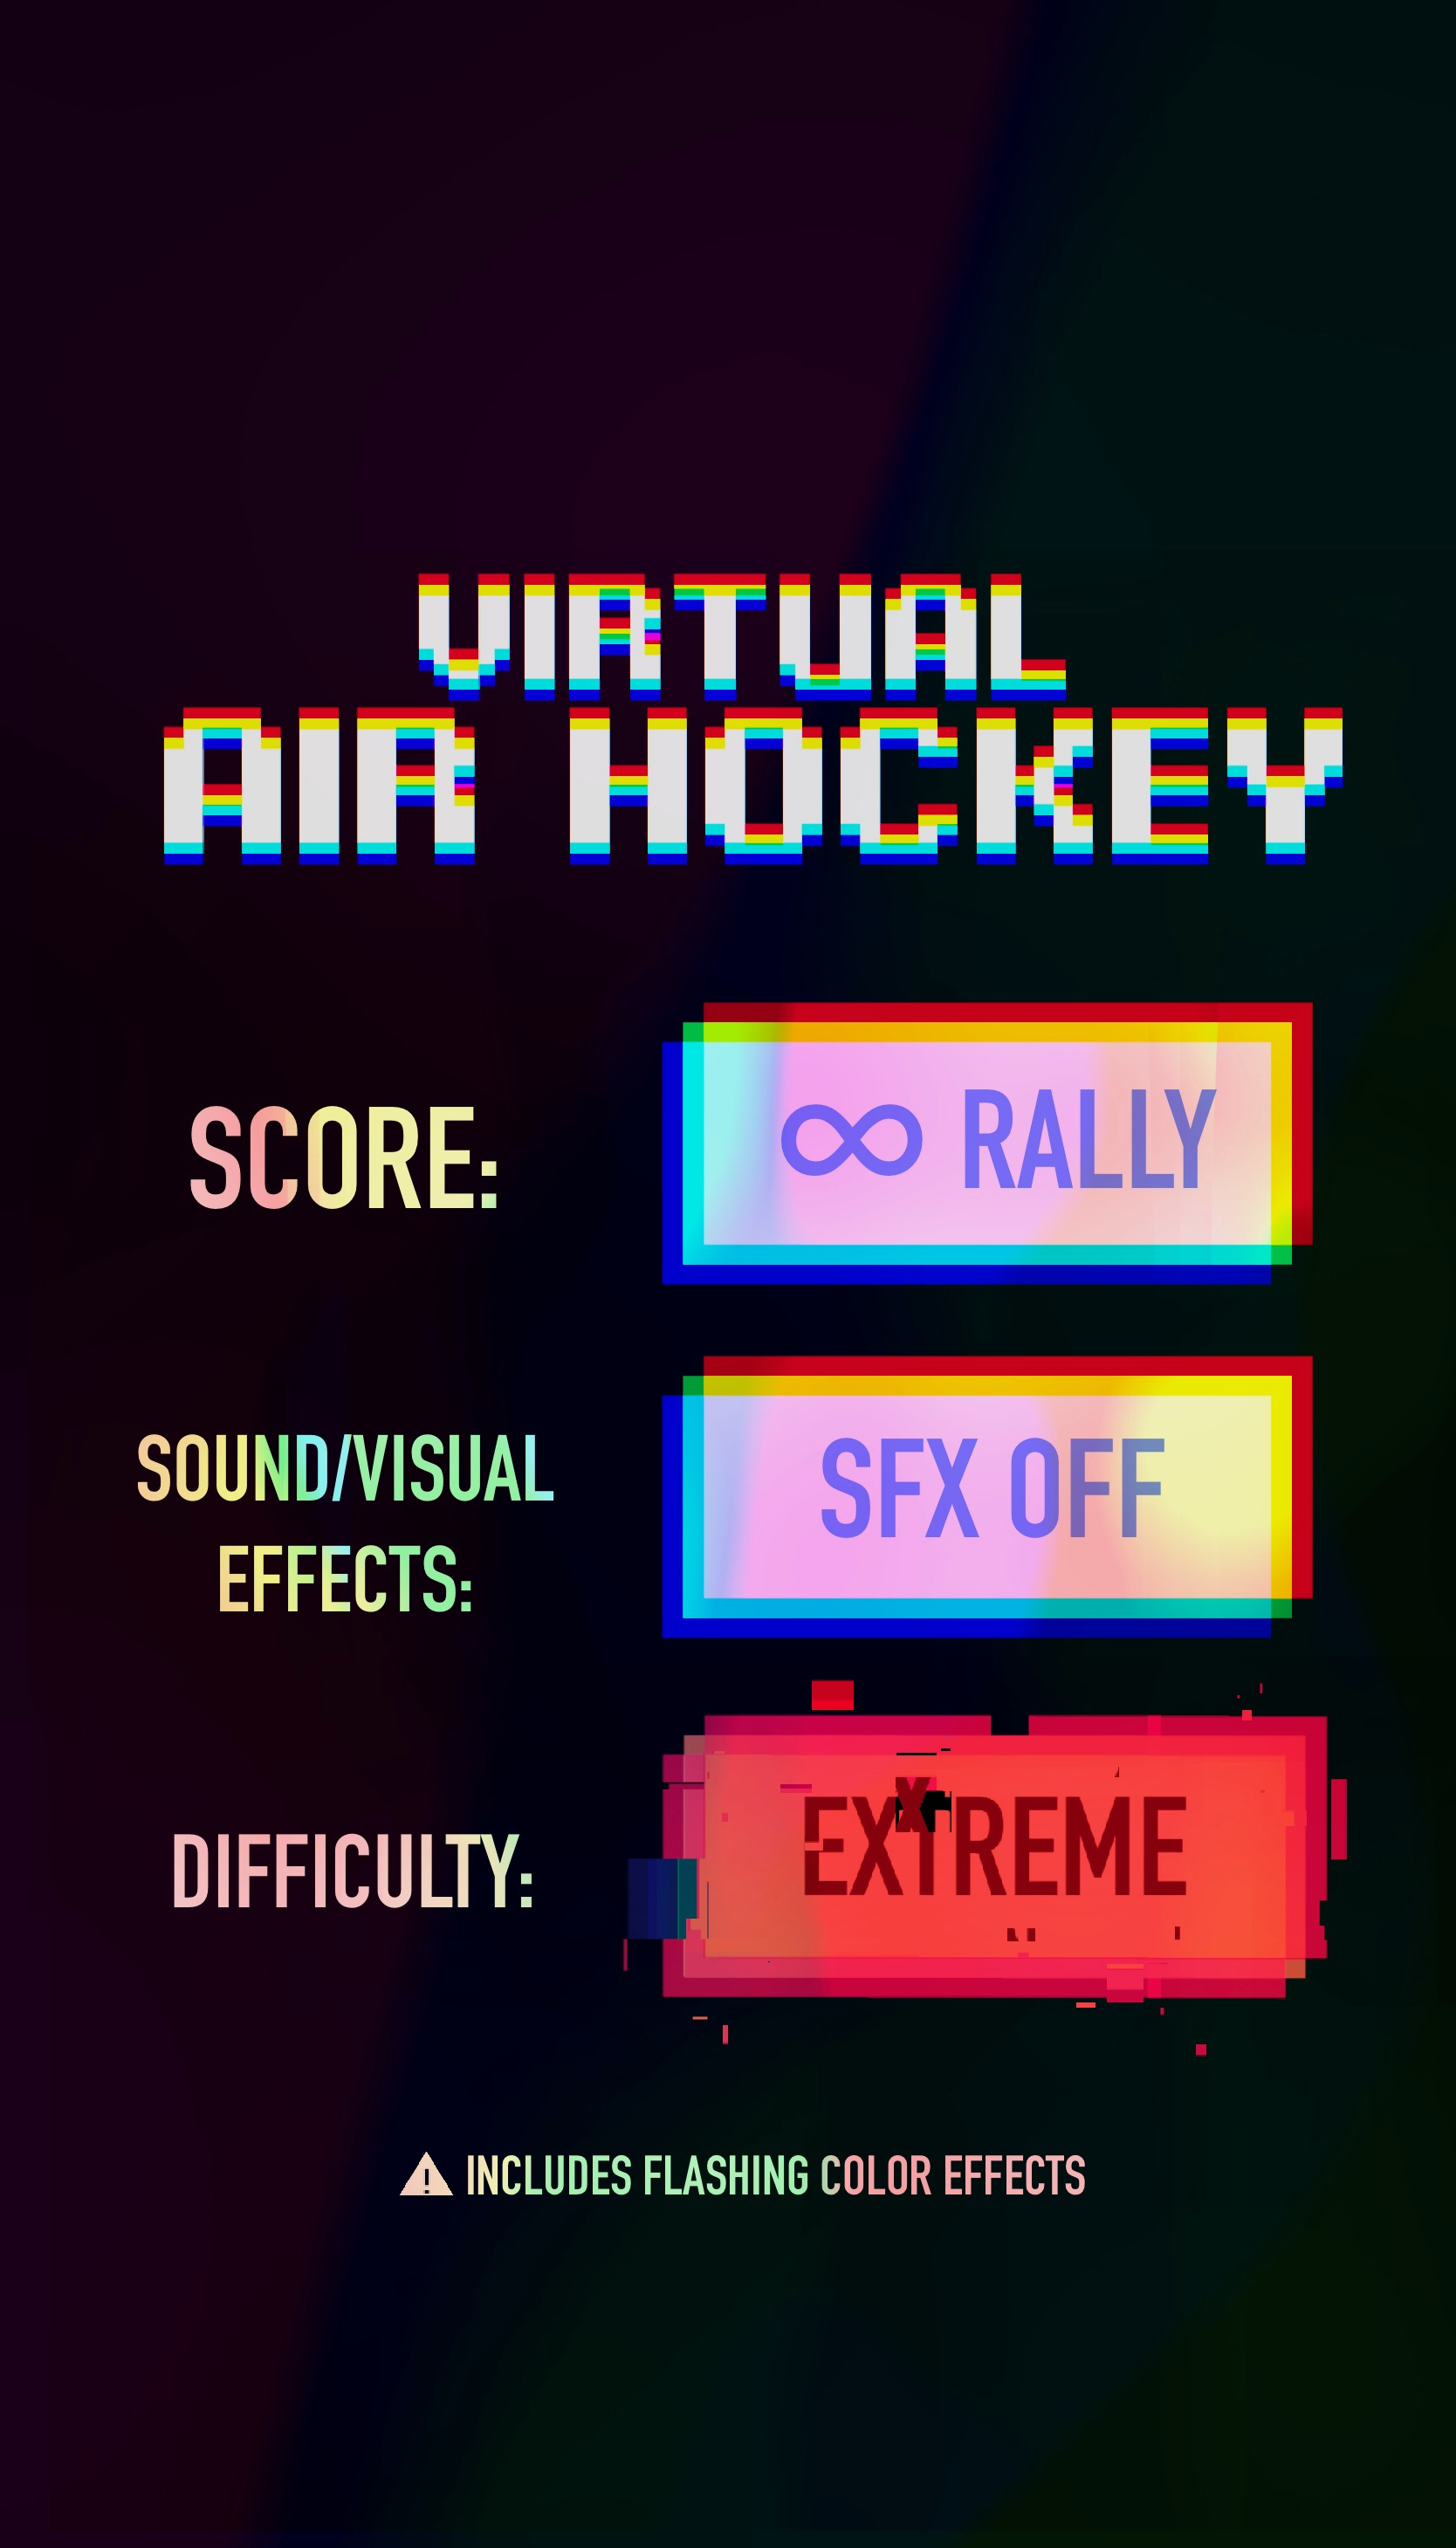 VIRTUAL
AIR HOCKEY
SCORE:
∞ RALLY
SOUND/VISUAL
EFFECTS:
SFX OFF
DIFFICULTY:
EXTREME
⚠ INCLUDES FLASHING COLOR EFFECTS